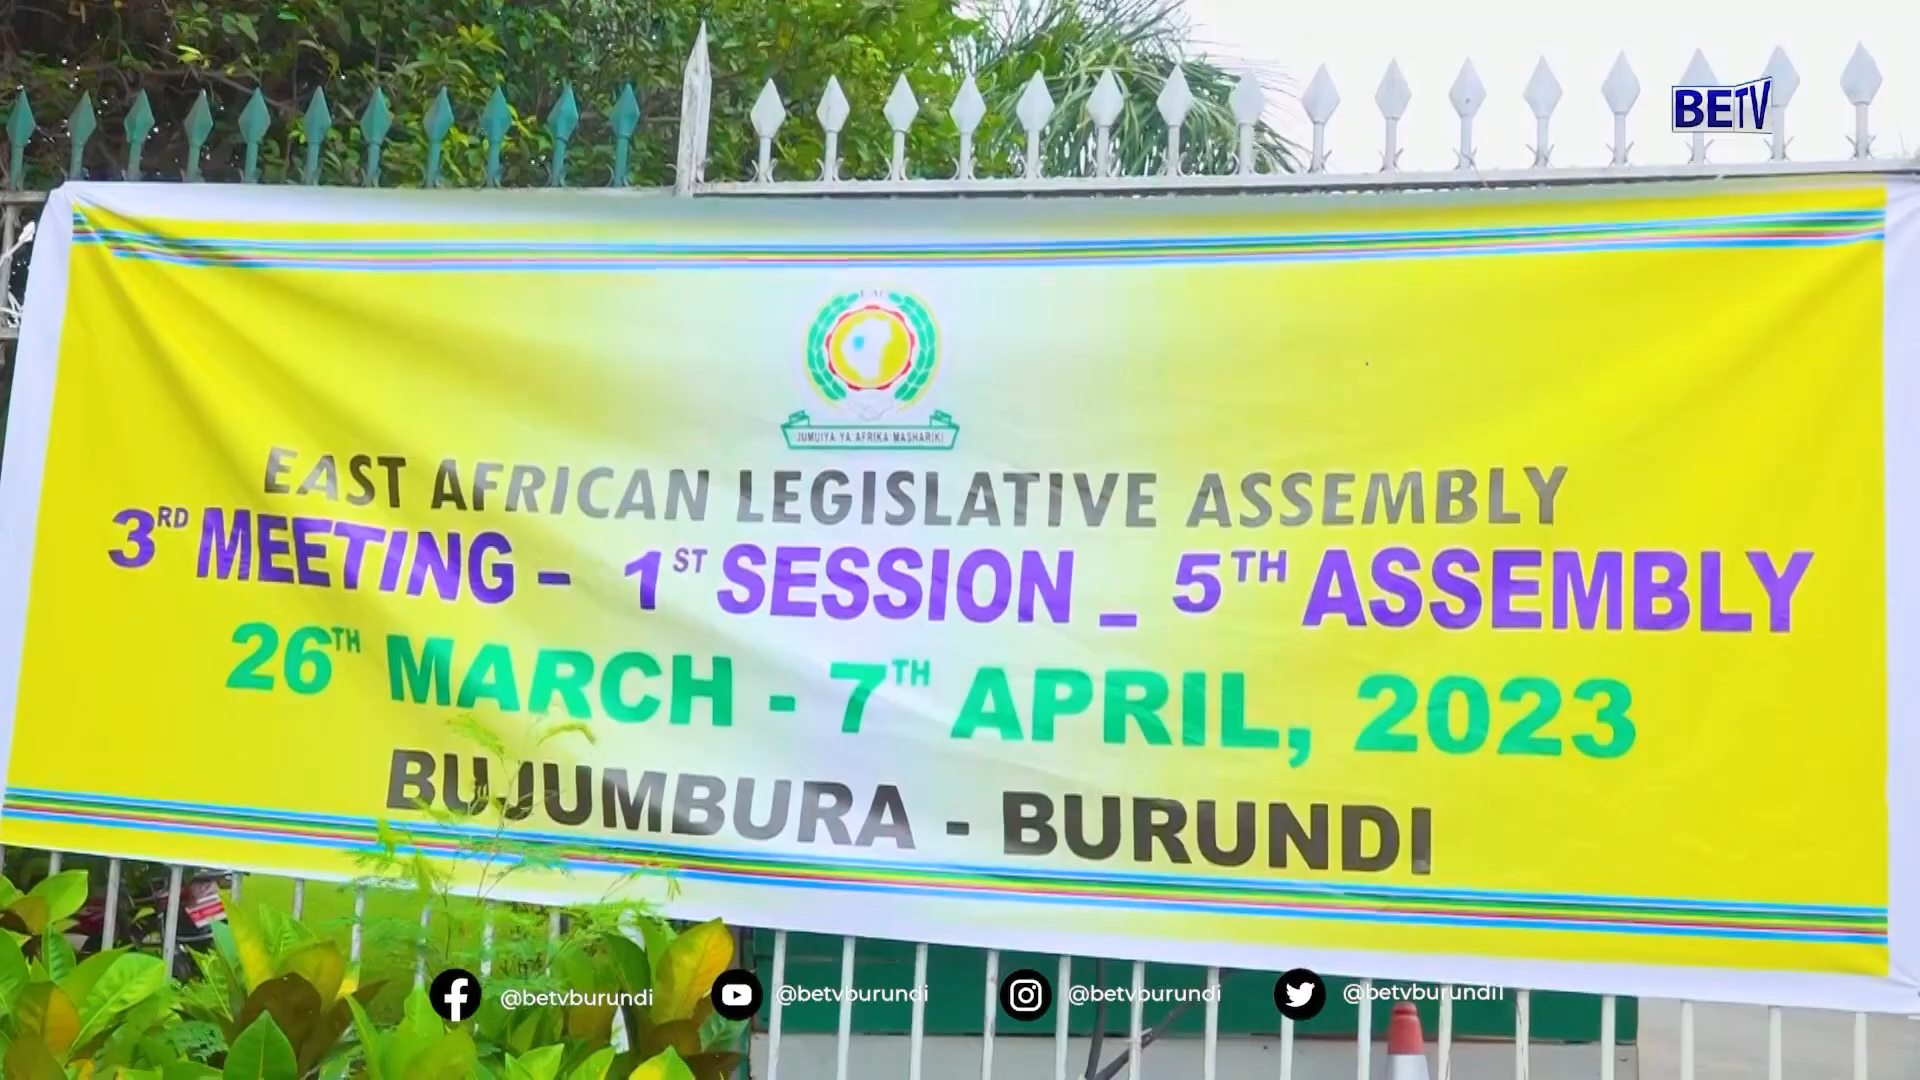 BETV
EAC
JUMUIYA YA AFRIKA MASHARIKI
EAST AFRICAN LEGISLATIVE ASSEMBLY
3RD MEETING - 1ST SESSION _ 5TH ASSEMBLY
26TH MARCH - 7TH APRIL, 2023
BUJUMBURA - BURUNDI
@betvburundi @betvburundi @betvburundi @betvburundi1